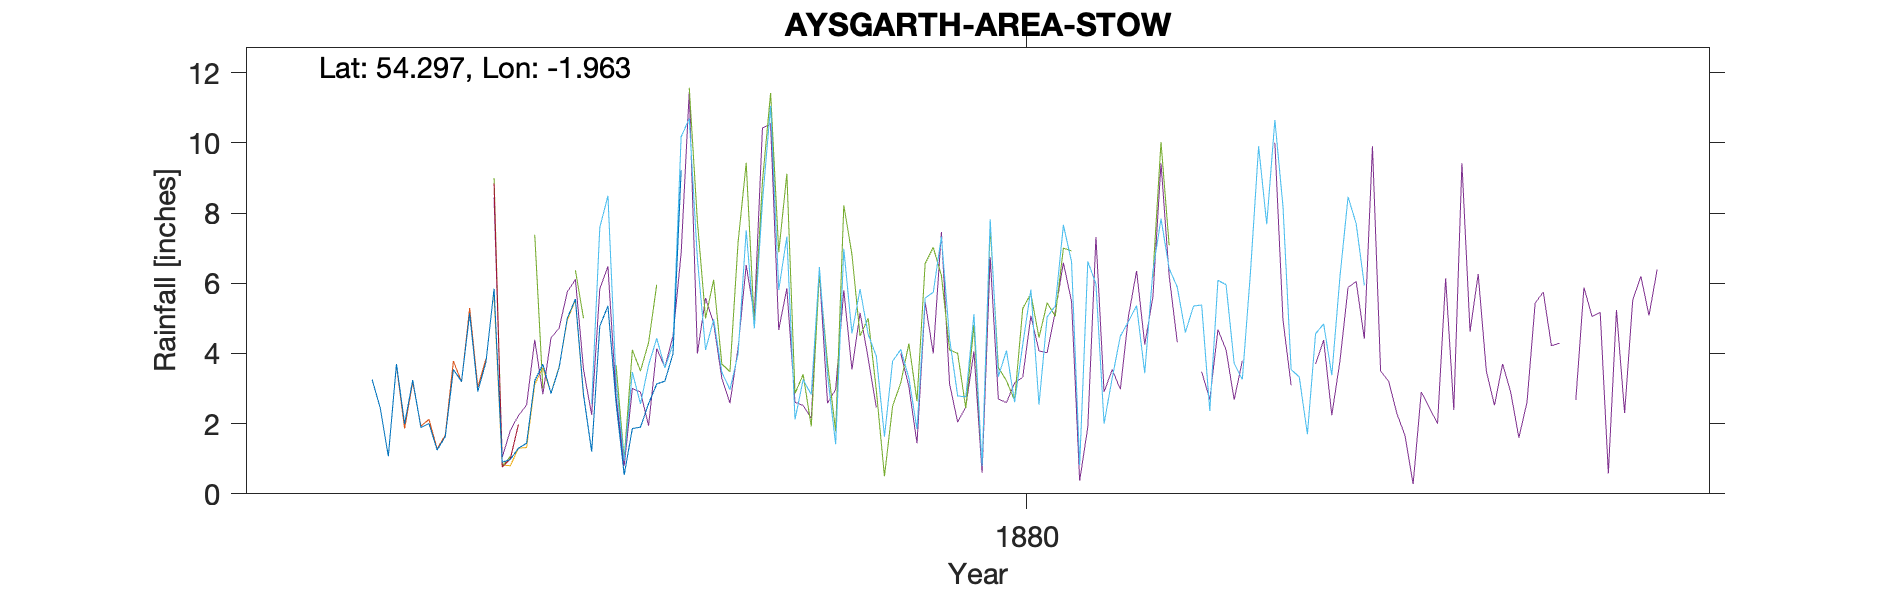 AYSGARTH-AREA-STOW
Lat: 54.297, Lon: -1.963
12
10
8
6
4
2
0
Rainfall [inches]
1880
Year